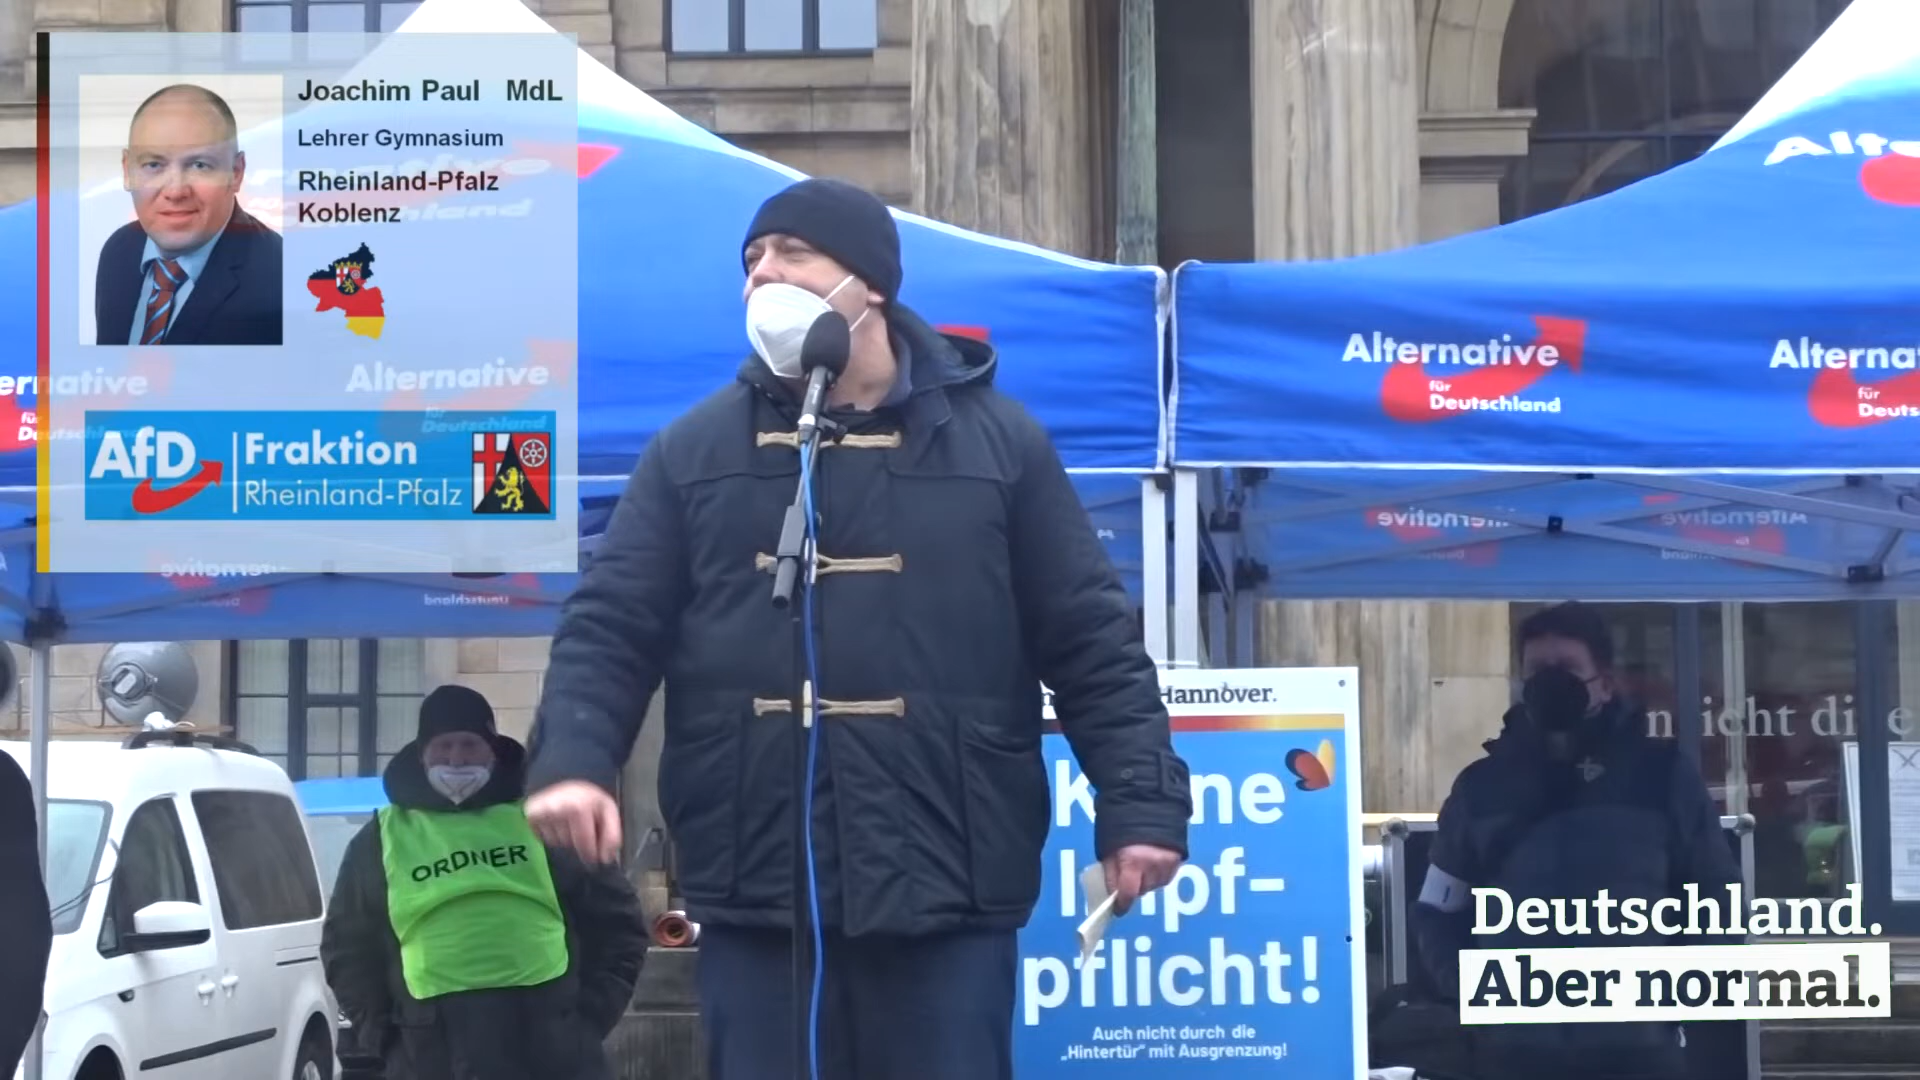 Joachim Paul MdL
Lehrer Gymnasium
Rheinland-Pfalz
Koblenz
AfD Fraktion
Rheinland-Pfalz
Alternative
für
Deutschland
Alternative
für
Deutschland
ORDNER
Hannover.
pflicht!
Auch nicht durch die
„Hintertür“ mit Ausgrenzung!
Deutschland.
Aber normal.